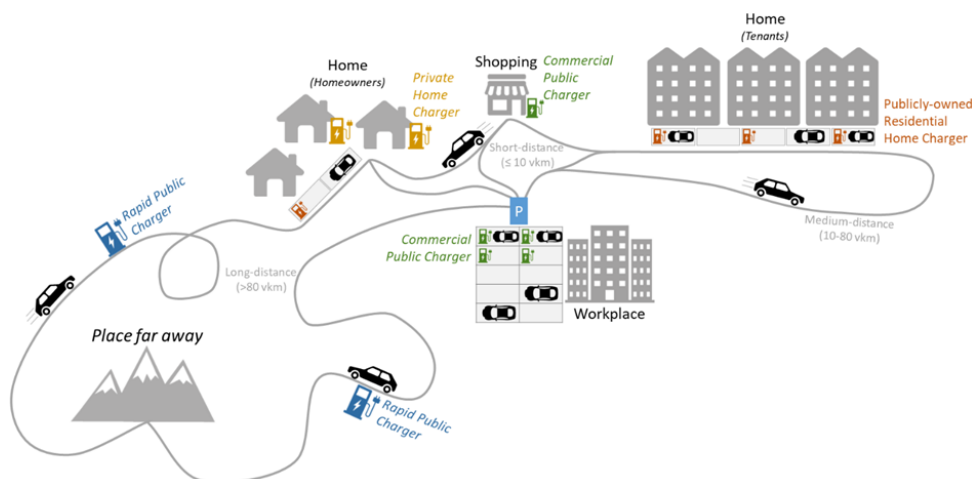 Home
(Tenants)
Home
(Homeowners)
Shopping
Commercial
Public
Charger
Private
Home
Charger
Publicly-owned
Residential
Home Charger
Short-distance
(≤ 10 vkm)
Rapid Public
Charger
P
Medium-distance
(10-80 vkm)
Commercial
Public Charger
Long-distance
(>80 vkm)
Workplace
Place far away
Rapid Public
Charger